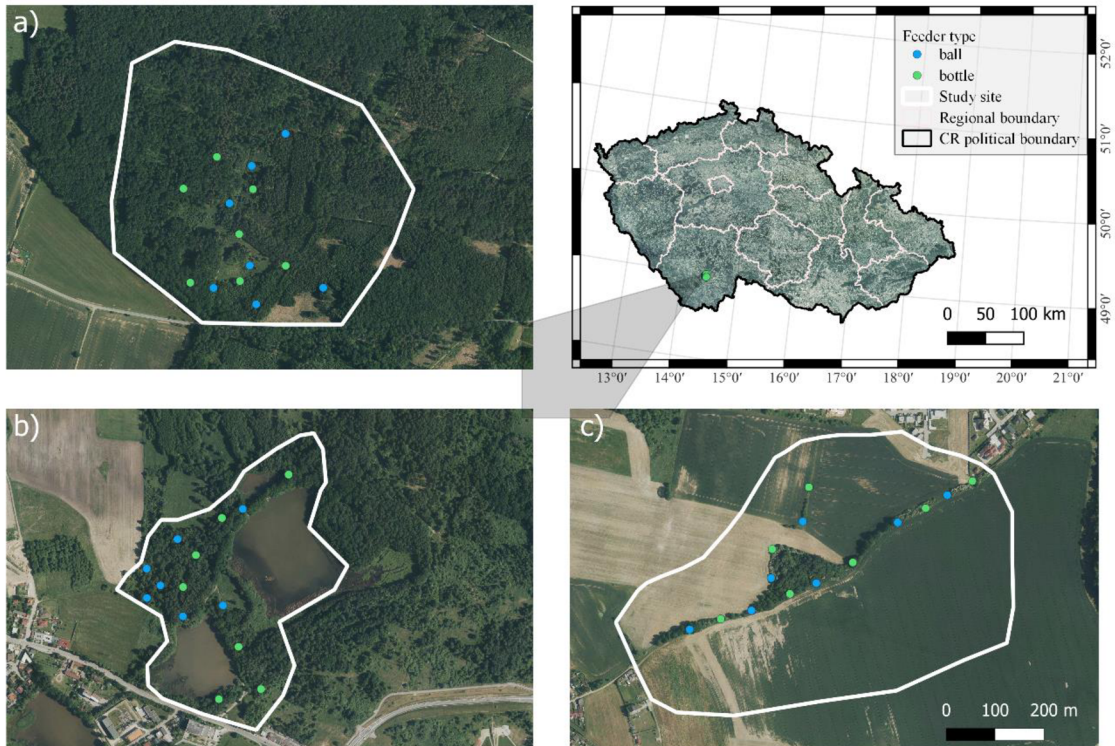 a)
Feeder type
ball
bottle
Study site
Regional boundary
CR political boundary
52°0′
51°0′
50°0′
49°0′
0 50 100 km
13°0′ 14°0′ 15°0′ 16°0′ 17°0′ 18°0′ 19°0′ 20°0′ 21°0′
b)
c)
0 100 200 m